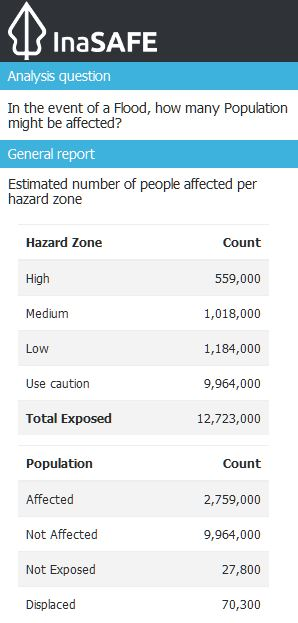 InaSAFE
Analysis question
In the event of a Flood, how many Population
might be affected?
General report
Estimated number of people affected per
hazard zone
Hazard Zone Count
High 559,000
Medium 1,018,000
Low 1,184,000
Use caution 9,964,000
Total Exposed 12,723,000
Population Count
Affected 2,759,000
Not Affected 9,964,000
Not Exposed 27,800
Displaced 70,300